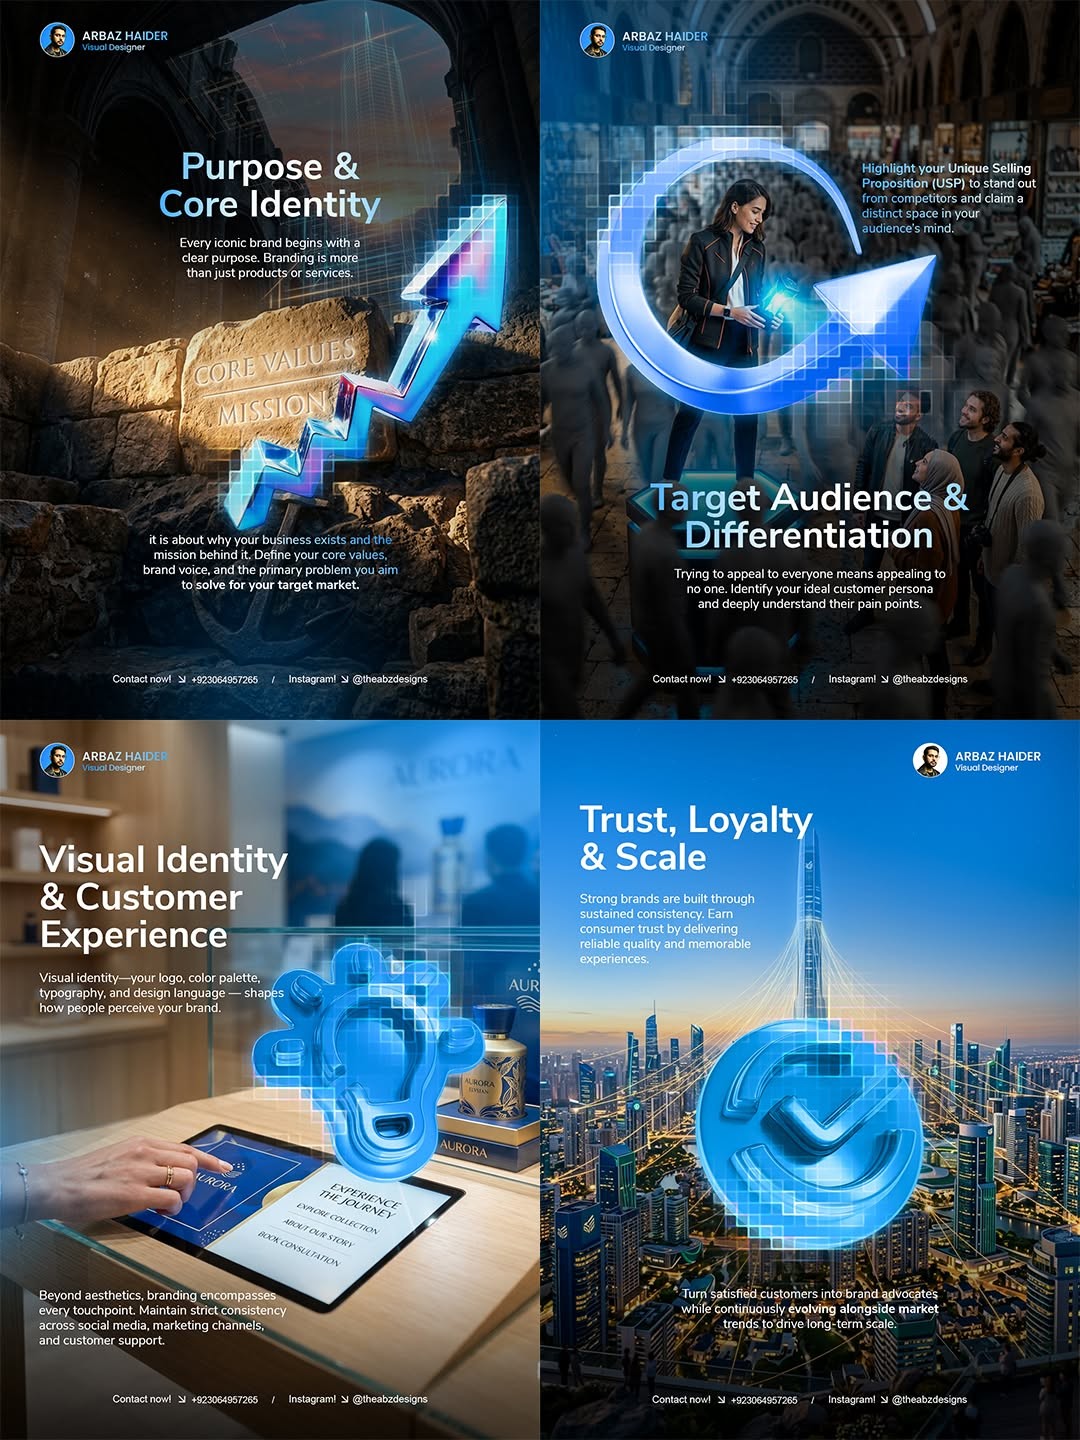 ARBAZ HAIDER
Visual Designer
Purpose &
Core Identity
Every iconic brand begins with a
clear purpose. Branding is more
than just products or services.
CORE VALUES
MISSION
it is about why your business exists and the
mission behind it. Define your core values,
brand voice, and the primary problem you aim
to solve for your target market.
Contact now! ↘ +923064957265 / Instagram! ↘ @theabzdesigns
ARBAZ HAIDER
Visual Designer
Highlight your Unique Selling
Proposition (USP) to stand out
from competitors and claim a
distinct space in your
audience's mind.
Target Audience &
Differentiation
Trying to appeal to everyone means appealing to
no one. Identify your ideal customer persona
and deeply understand their pain points.
Contact now! ↘ +923064957265 / Instagram! ↘ @theabzdesigns
ARBAZ HAIDER
Visual Designer
AURORA
Visual Identity
& Customer
Experience
Visual identity—your logo, color palette,
typography, and design language — shapes
how people perceive your brand.
AUR
AURORA
AURORA
AURORA
EXPERIENCE
THE JOURNEY
EXPLORE COLLECTION
ABOUT OUR STORY
BOOK CONSULTATION
Beyond aesthetics, branding encompasses
every touchpoint. Maintain strict consistency
across social media, marketing channels,
and customer support.
Contact now! ↘ +923064957265 / Instagram! ↘ @theabzdesigns
ARBAZ HAIDER
Visual Designer
Trust, Loyalty
& Scale
Strong brands are built through
sustained consistency. Earn
consumer trust by delivering
reliable quality and memorable
experiences.
Turn satisfied customers into brand advocates
while continuously evolving alongside market
trends to drive long-term scale.
Contact now! ↘ +923064957265 / Instagram! ↘ @theabzdesigns